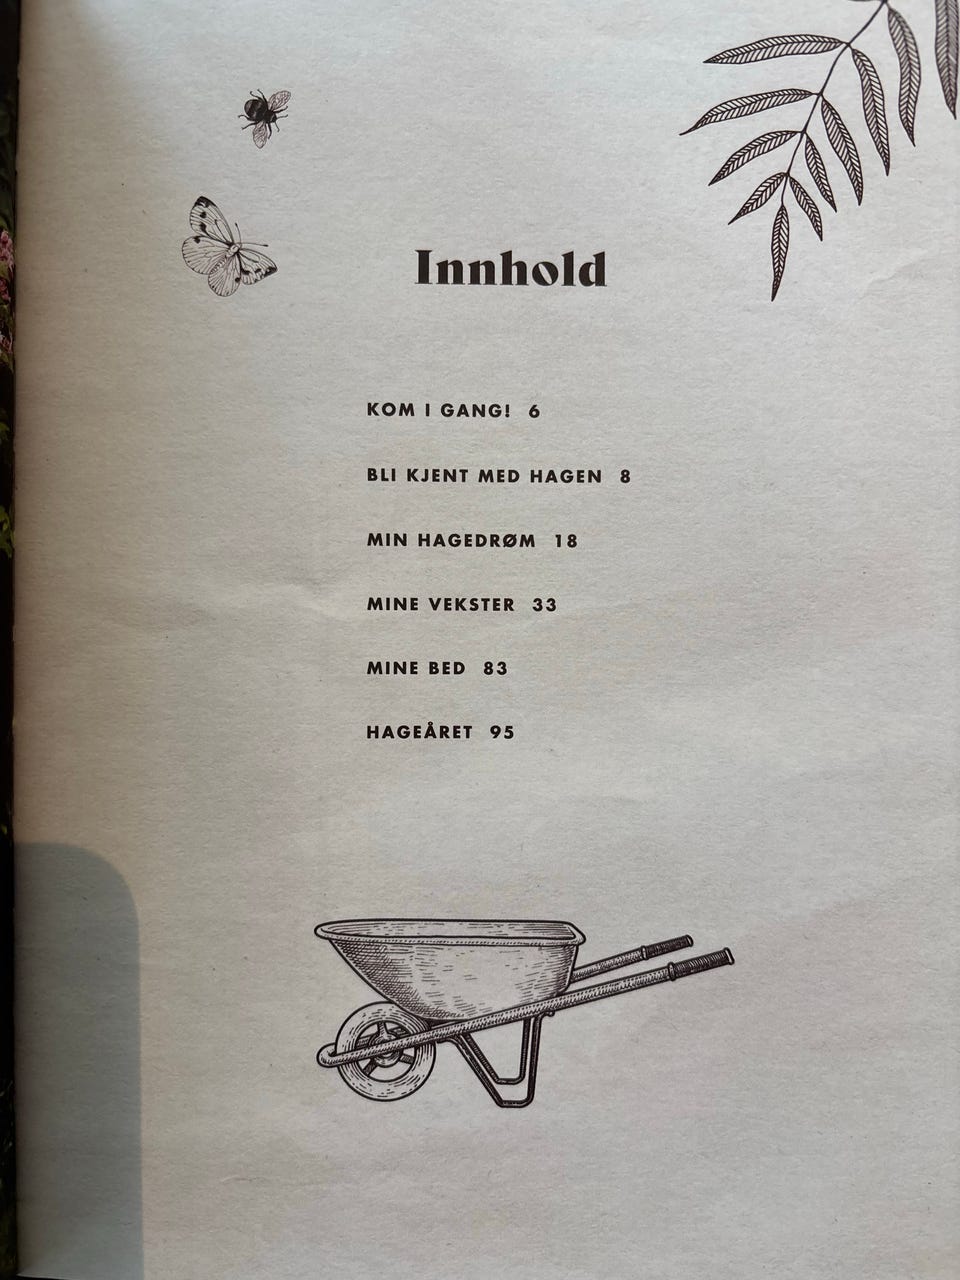 Innhold
KOM I GANG! 6
BLI KJENT MED HAGEN 8
MIN HAGEDRØM 18
MINE VEKSTER 33
MINE BED 83
HAGEÅRET 95